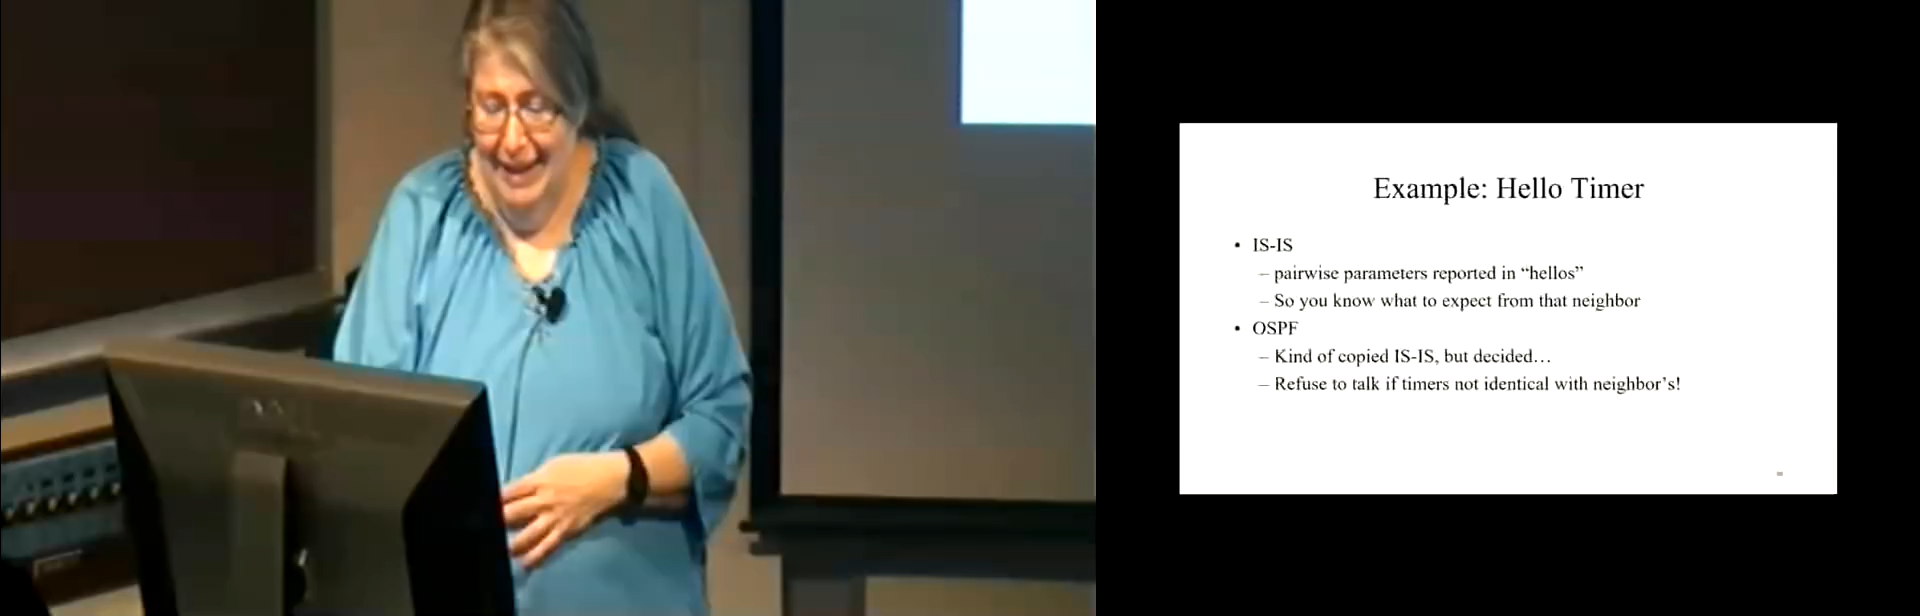 Example: Hello Timer
• IS-IS
– pairwise parameters reported in “hellos”
– So you know what to expect from that neighbor
• OSPF
– Kind of copied IS-IS, but decided…
– Refuse to talk if timers not identical with neighbor’s!